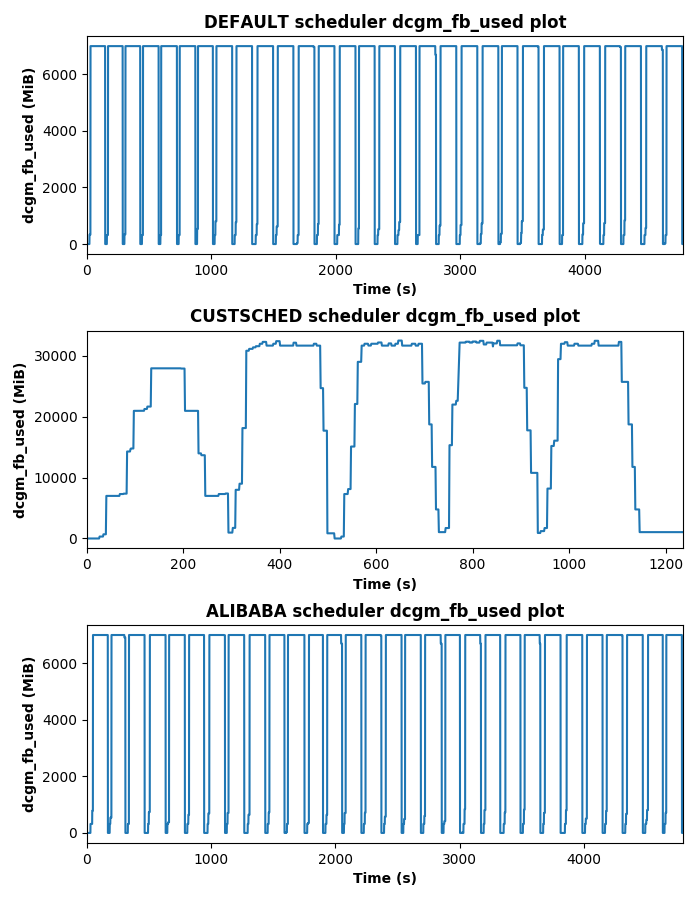 DEFAULT scheduler dcgm_fb_used plot
6000
4000
2000
0
dcgm_fb_used (MiB)
0 1000 2000 3000 4000
Time (s)
CUSTSCHED scheduler dcgm_fb_used plot
30000
20000
10000
0
dcgm_fb_used (MiB)
0 200 400 600 800 1000 1200
Time (s)
ALIBABA scheduler dcgm_fb_used plot
6000
4000
2000
0
dcgm_fb_used (MiB)
0 1000 2000 3000 4000
Time (s)